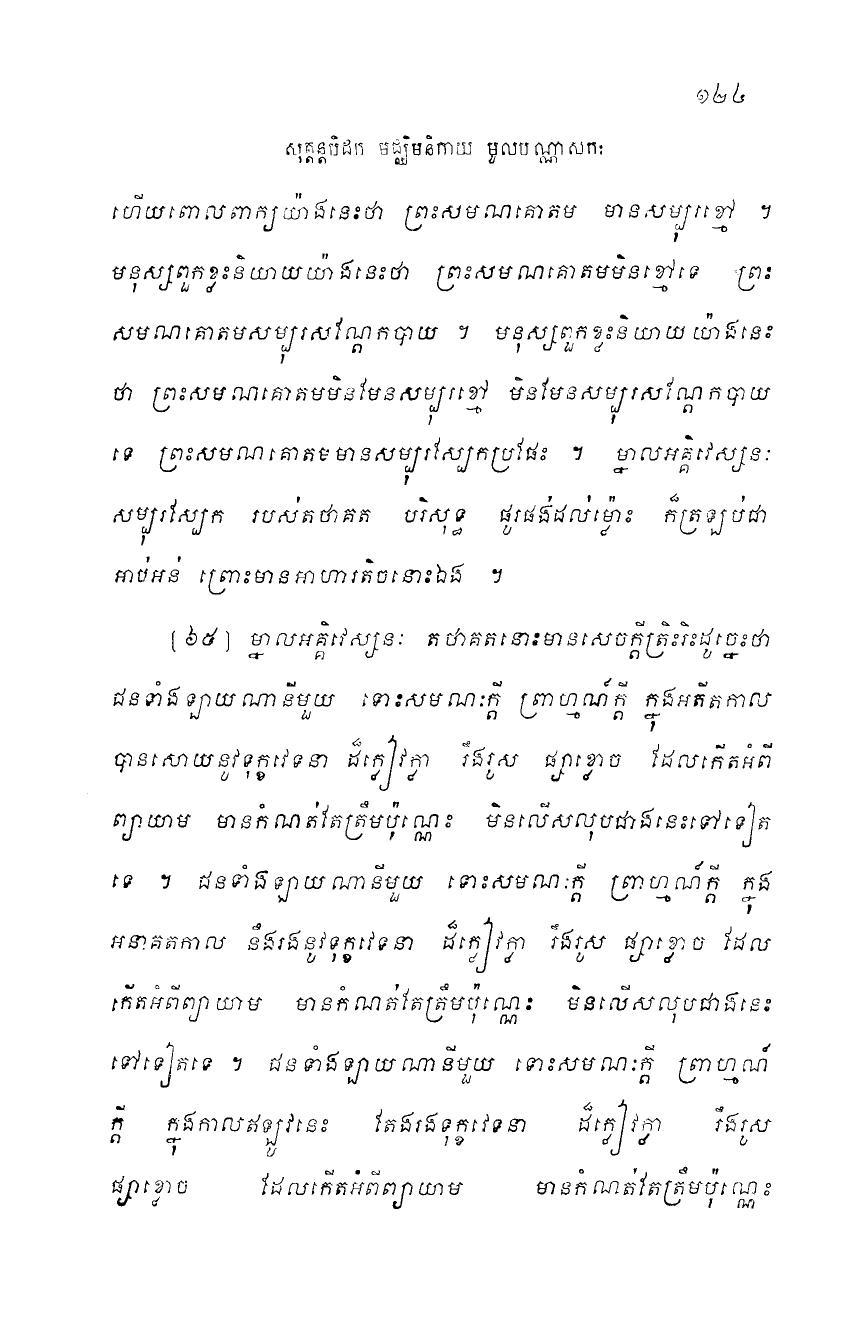 ១២៤
សុត្តន្តបិដក មជ្ឈិមនិកាយ មូលបណ្ណាសកៈ
ហើយពោលពាក្យយ៉ាងនេះថា ព្រះសមណគោតម មានសម្បុរខ្មៅ ។
មនុស្សពួកខ្លះនិយាយយ៉ាងនេះថា ព្រះសមណគោតមមិនខ្មៅទេ ព្រះ
សមណគោតមសម្បុរសណ្តែកបាយ ។ មនុស្សពួកខ្លះនិយាយយ៉ាងនេះ
ថា ព្រះសមណគោតមមិនមែនសម្បុរខ្មៅ មិនមែនសម្បុរសណ្តែកបាយ
ទេ ព្រះសមណគោតមមានសម្បុរស្បែកប្រផែះ ។ ម្នាលអគ្គិវេស្សនៈ
សម្បុរស្បែក របស់តថាគត បរិសុទ្ធ ផូរផង់ដល់ម៉្លោះ ក៏ត្រឡប់ជា
អាប់អន់ ព្រោះមានអាហារតិចនោះឯង ។
[៦៥] ម្នាលអគ្គិវេស្សនៈ តថាគតនោះមានសេចក្តីត្រិះរិះដូច្នេះថា
ជនទាំងឡាយណានីមួយ ទោះសមណៈក្តី ព្រាហ្មណ៍ក្តី ក្នុងអតីតកាល
បានសោយនូវទុក្ខវេទនា ដ៏ក្លៀវក្លា រឹងរូស ផ្សាខ្លោច ដែលកើតអំពី
ព្យាយាម មានកំណត់តែត្រឹមប៉ុណ្ណេះ មិនលើសលុបជាងនេះទៅទៀត
ទេ ។ ជនទាំងឡាយណានីមួយ ទោះសមណៈក្តី ព្រាហ្មណ៍ក្តី ក្នុង
អនាគតកាល នឹងរងនូវទុក្ខវេទនា ដ៏ក្លៀវក្លា រឹងរូស ផ្សាខ្លោច ដែល
កើតអំពីព្យាយាម មានកំណត់តែត្រឹមប៉ុណ្ណេះ មិនលើសលុបជាងនេះ
ទៅទៀតទេ ។ ជនទាំងឡាយណានីមួយ ទោះសមណៈក្តី ព្រាហ្មណ៍
ក្តី ក្នុងកាលឥឡូវនេះ តែងរងទុក្ខវេទនា ដ៏ក្លៀវក្លា រឹងរូស
ផ្សាខ្លោច ដែលកើតអំពីព្យាយាម មានកំណត់តែត្រឹមប៉ុណ្ណេះ